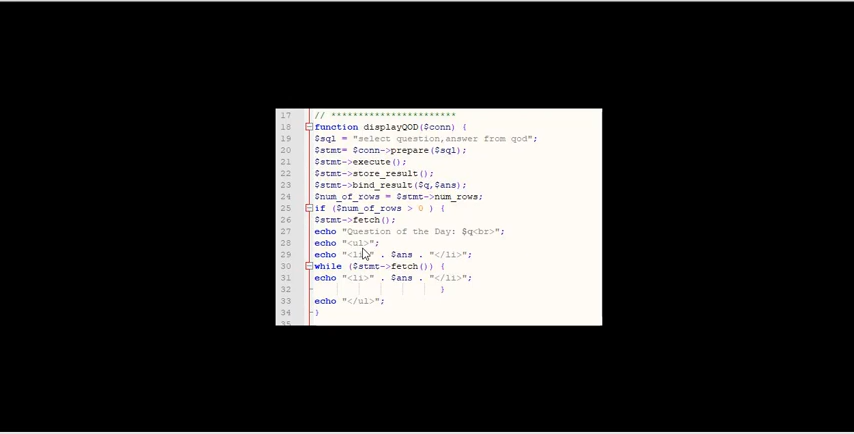 17 // ***********************
18 function displayQOD($conn) {
19 $sql = "select question,answer from qod";
20 $stmt= $conn->prepare($sql);
21 $stmt->execute();
22 $stmt->store_result();
23 $stmt->bind_result($q,$ans);
24 $num_of_rows = $stmt->num_rows;
25 if ($num_of_rows > 0 ) {
26 $stmt->fetch();
27 echo "Question of the Day: $q<br>";
28 echo "<ul>";
29 echo "<li>" . $ans . "</li>";
30 while ($stmt->fetch()) {
31 echo "<li>" . $ans . "</li>";
32 }
33 echo "</ul>";
34 }
35